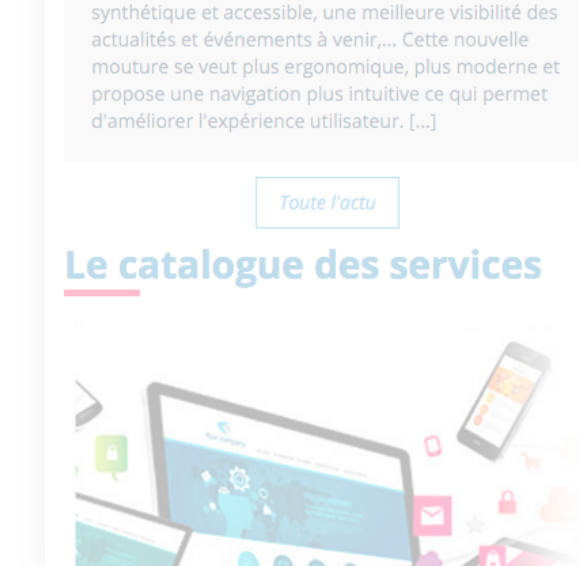 synthétique et accessible, une meilleure visibilité des
actualités et événements à venir,... Cette nouvelle
mouture se veut plus ergonomique, plus moderne et
propose une navigation plus intuitive ce qui permet
d'améliorer l'expérience utilisateur. [...]
Toute l'actu
Le catalogue des services
Your company